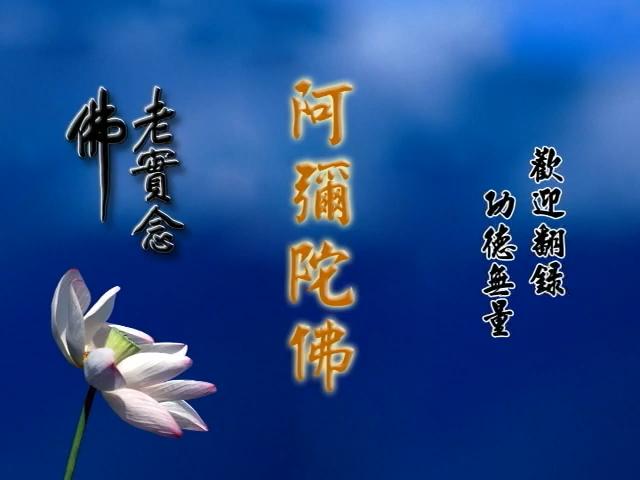 歡迎翻錄
功德無量
阿彌陀佛
老實念
佛